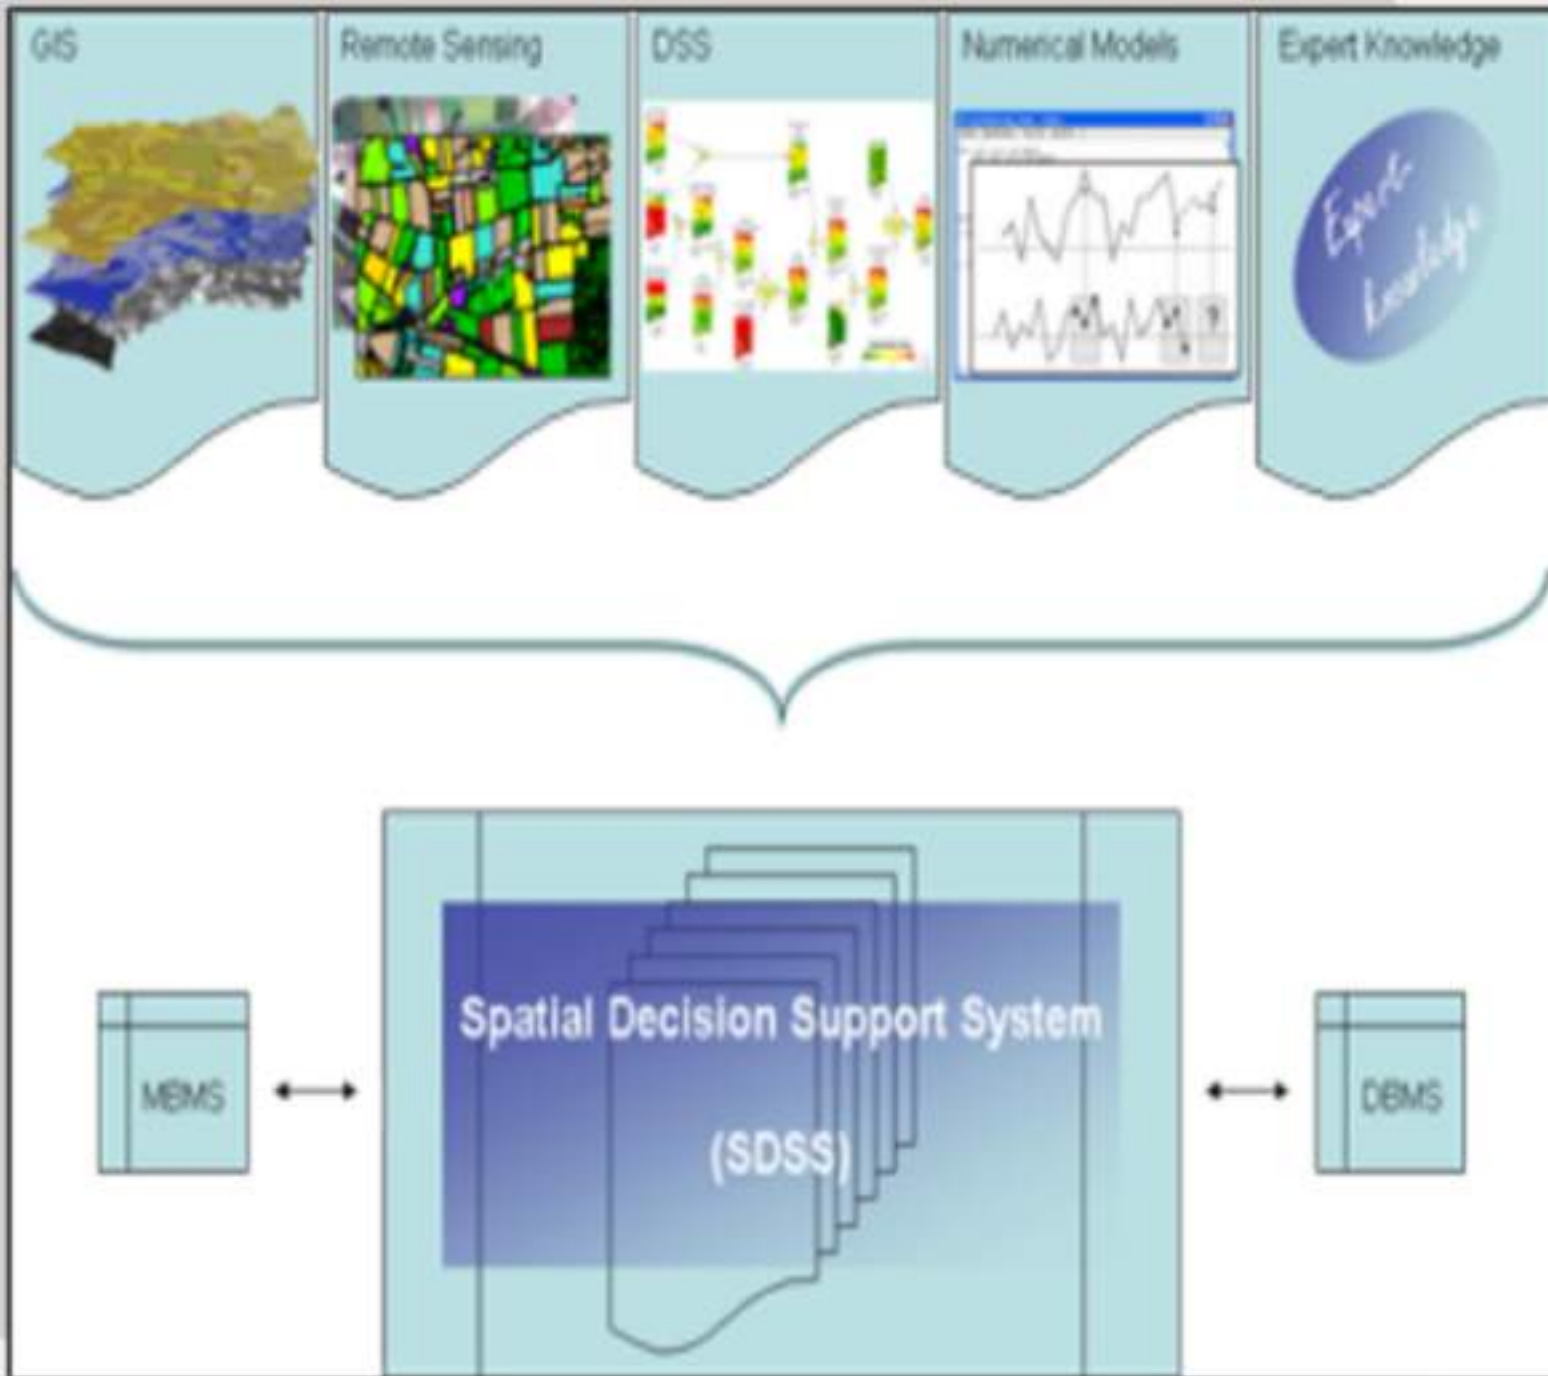 GIS
Remote Sensing
DSS
Numerical Models
Expert Knowledge
Expert-
knowledge
?
Spatial Decision Support System
(SDSS)
MBMS
DBMS